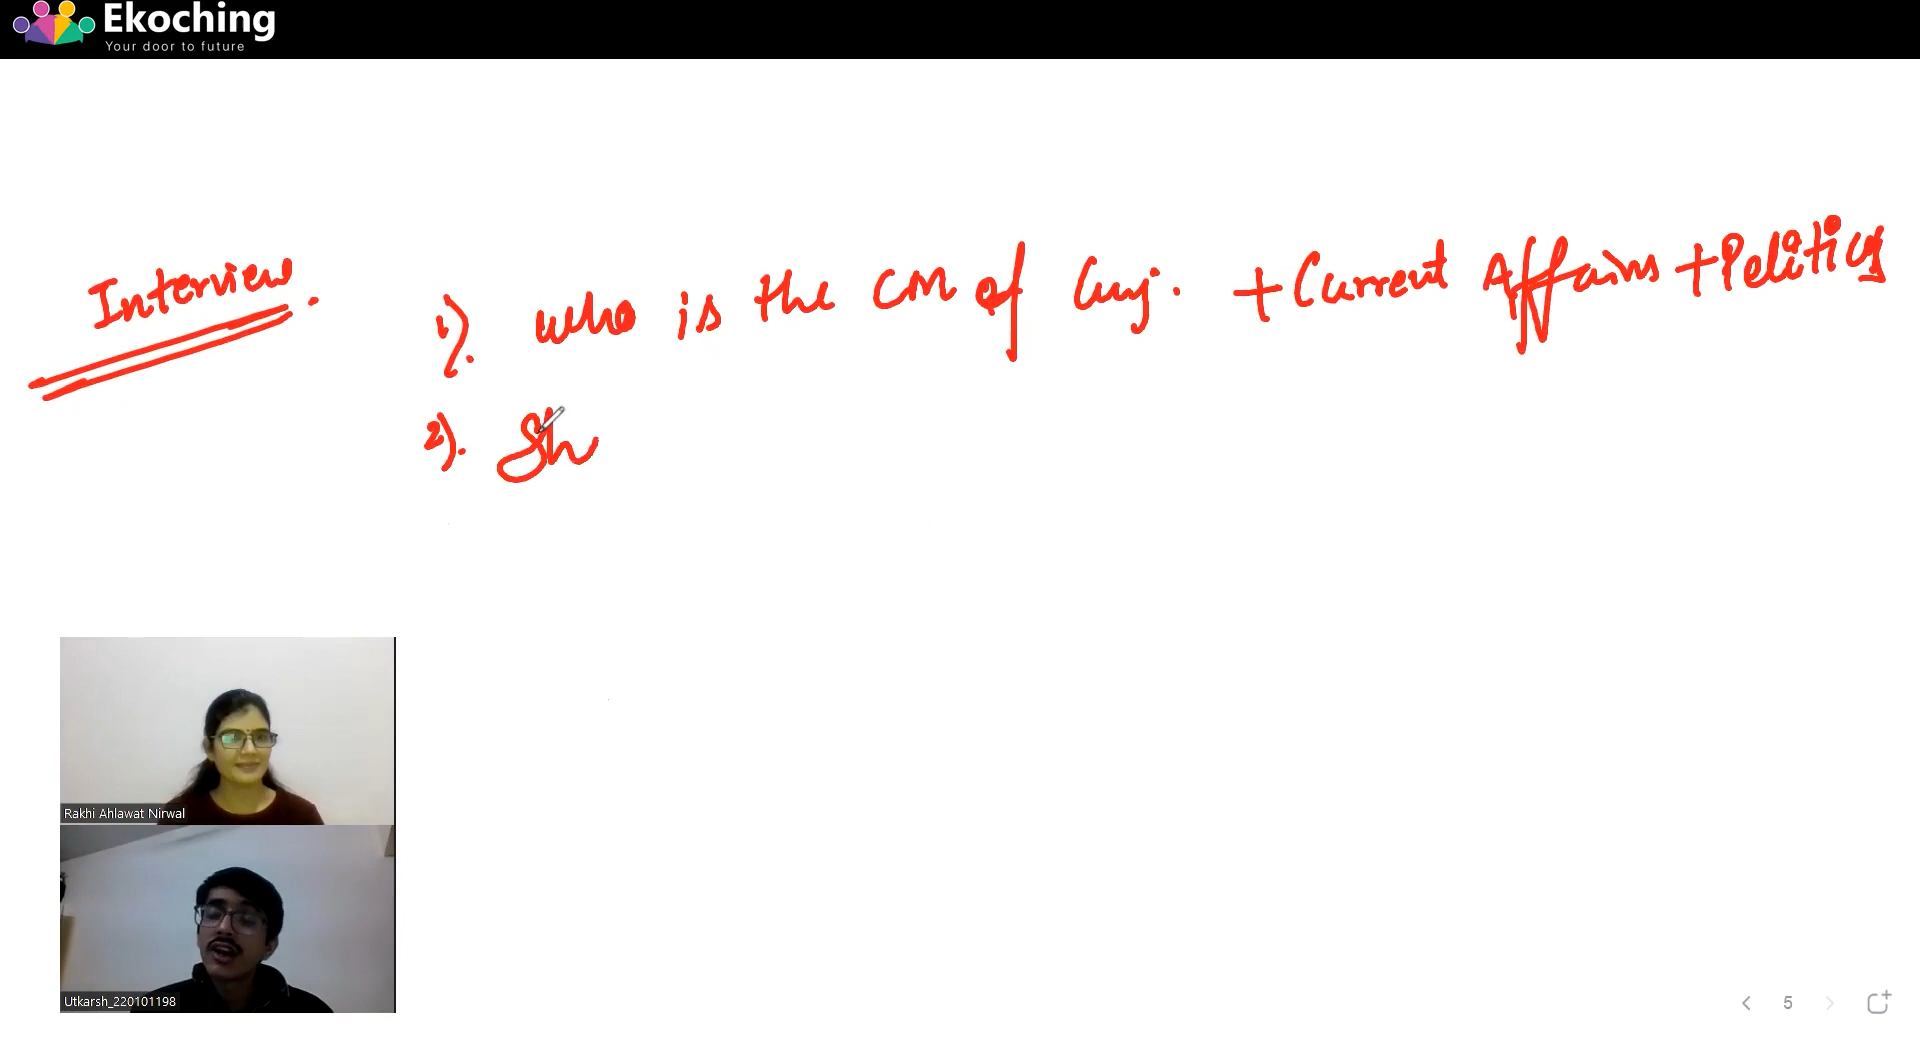 Ekoching
Your door to future
Interview.
1). Who is the CM of Guj. + Current Affairs + Politics
2). Sh
Rakhi Ahlawat Nirwal
Utkarsh_220101198
5